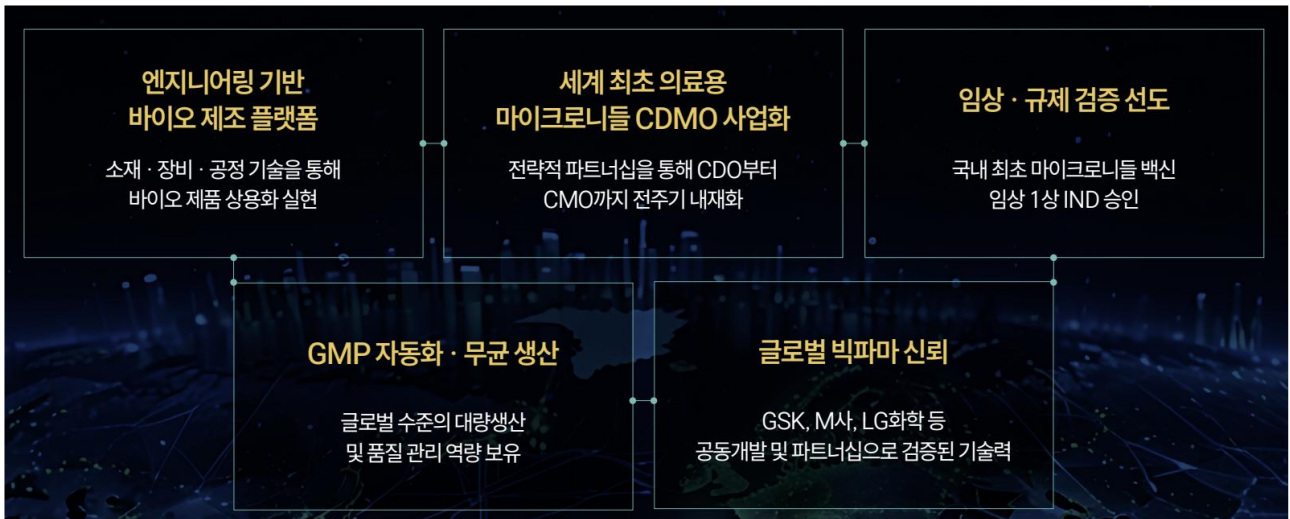 엔지니어링 기반
바이오 제조 플랫폼
소재 · 장비 · 공정 기술을 통해
바이오 제품 상용화 실현
세계 최초 의료용
마이크로니들 CDMO 사업화
전략적 파트너십을 통해 CDO부터
CMO까지 전주기 내재화
임상 · 규제 검증 선도
국내 최초 마이크로니들 백신
임상 1상 IND 승인
GMP 자동화 · 무균 생산
글로벌 수준의 대량생산
및 품질 관리 역량 보유
글로벌 빅파마 신뢰
GSK, M사, LG화학 등
공동개발 및 파트너십으로 검증된 기술력